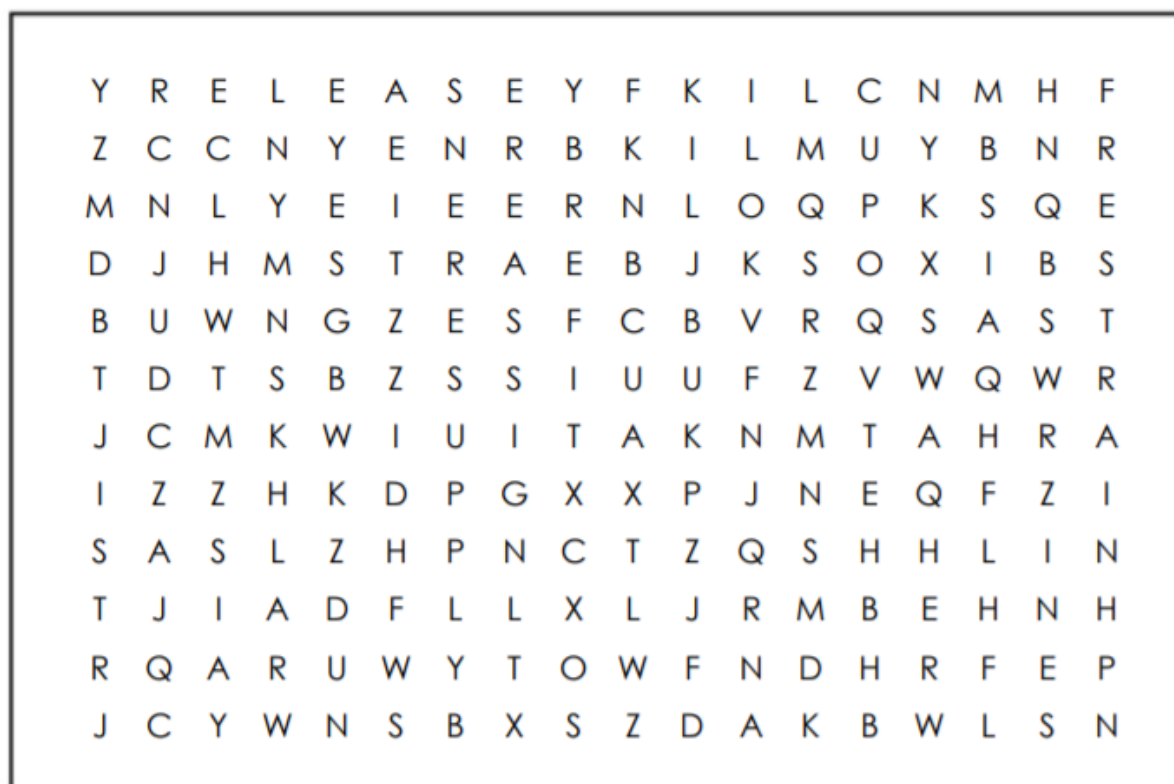 Y R E L E A S E Y F K I L C N M H F
Z C C N Y E N R B K I L M U Y B N R
M N L Y E I E E R N L O Q P K S Q E
D J H M S T R A E B J K S O X I B S
B U W N G Z E S F C B V R Q S A S T
T D T S B Z S S I U U F Z V W Q W R
J C M K W I U I T A K N M T A H R A
I Z Z H K D P G X X P J N E Q F Z I
S A S L Z H P N C T Z Q S H H L I N
T J I A D F L L X L J R M B E H N H
R Q A R U W Y T O W F N D H R F E P
J C Y W N S B X S Z D A K B W L S N